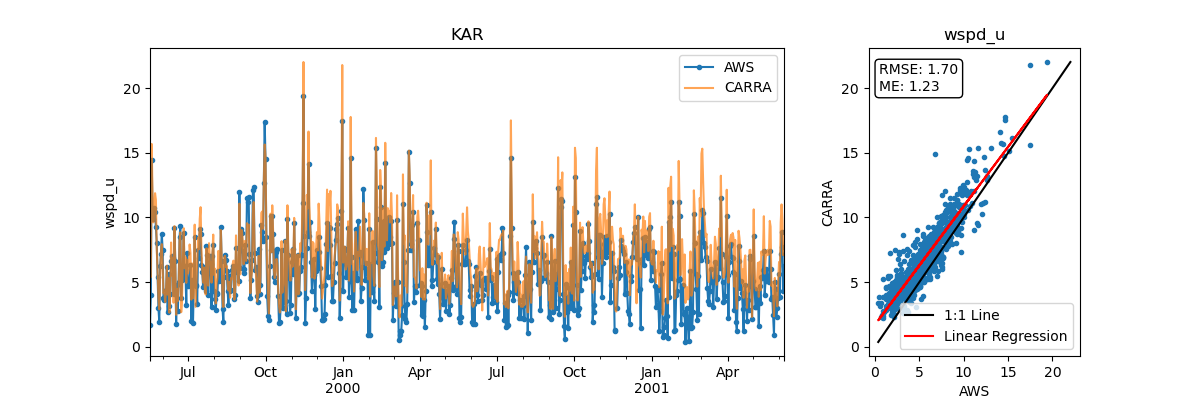 KAR
wspd_u
20
15
10
5
0
AWS
CARRA
Jul
Oct
Jan
2000
Apr
Jul
Oct
Jan
2001
Apr
wspd_u
CARRA
20
15
10
5
0
RMSE: 1.70
ME: 1.23
1:1 Line
Linear Regression
0
5
10
15
20
AWS